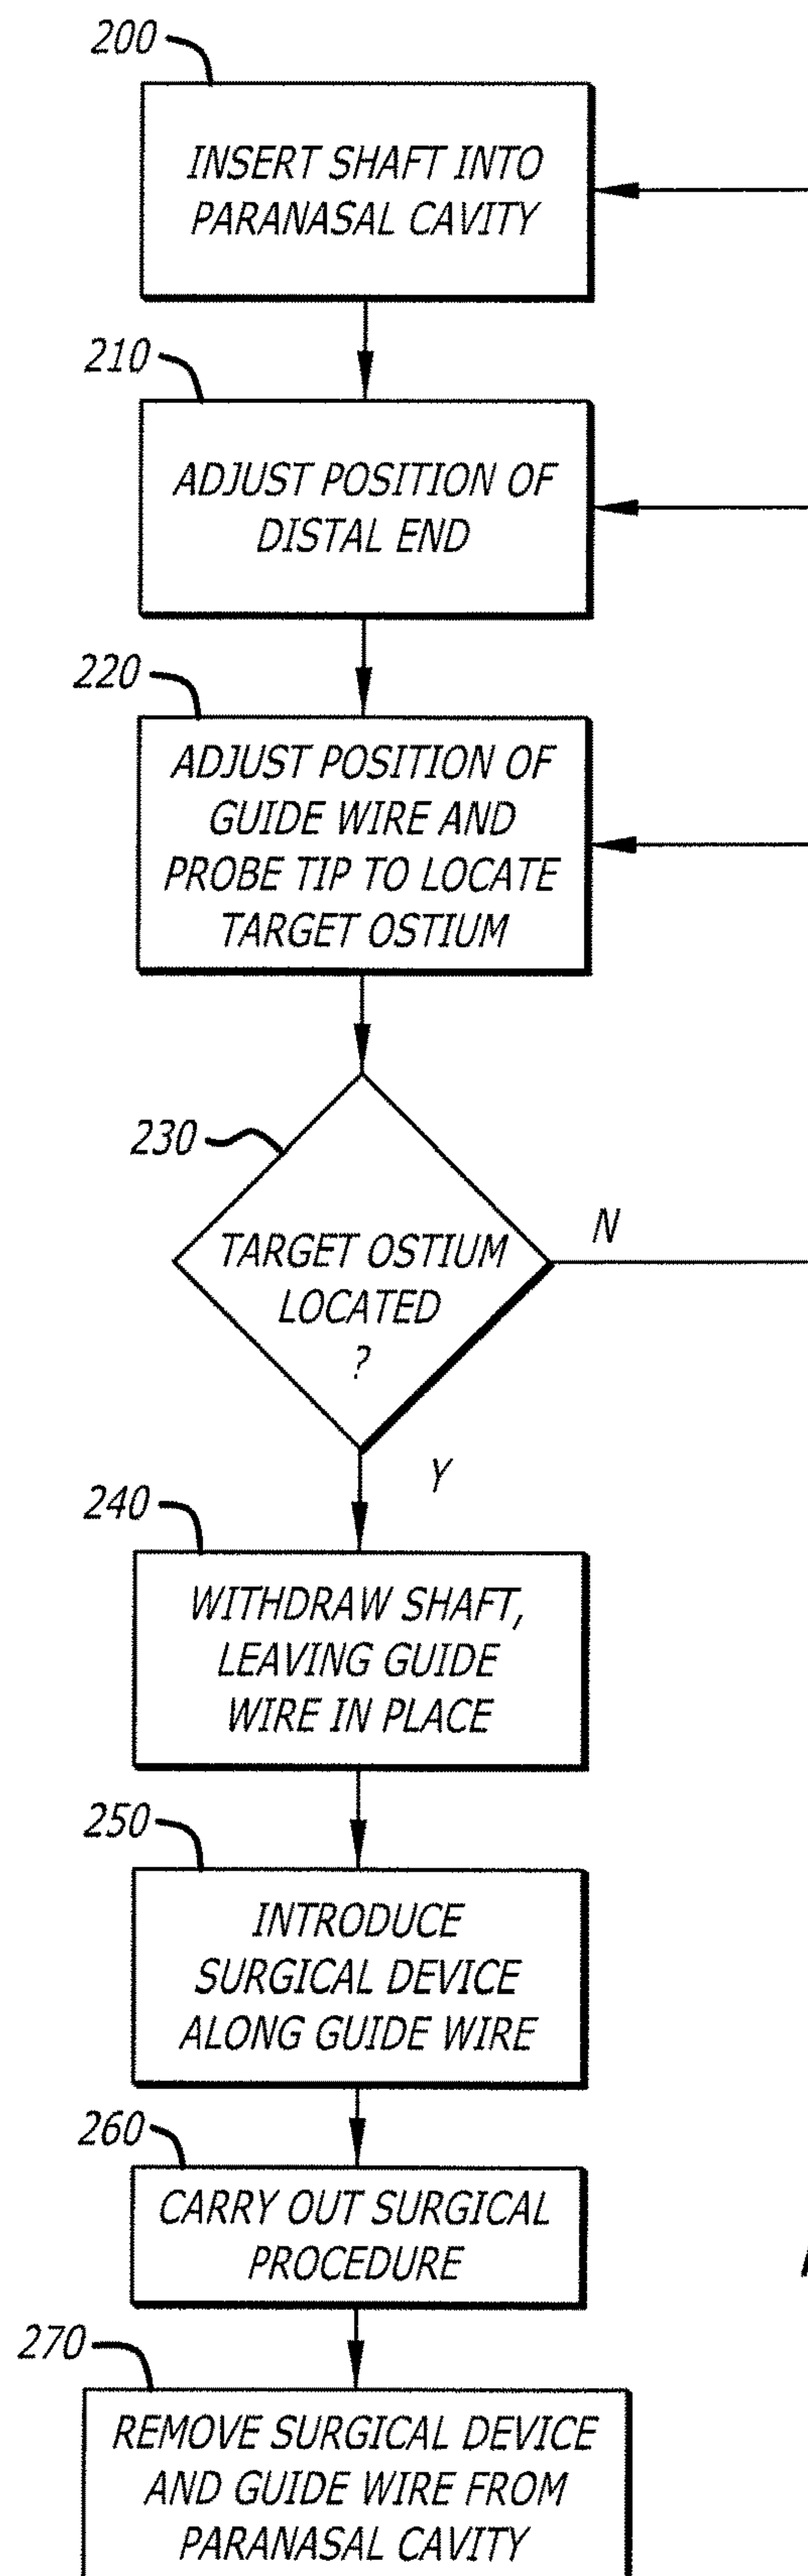 200
INSERT SHAFT INTO
PARANASAL CAVITY
210
ADJUST POSITION OF
DISTAL END
220
ADJUST POSITION OF
GUIDE WIRE AND
PROBE TIP TO LOCATE
TARGET OSTIUM
230
TARGET OSTIUM
LOCATED
?
N
Y
240
WITHDRAW SHAFT,
LEAVING GUIDE
WIRE IN PLACE
250
INTRODUCE
SURGICAL DEVICE
ALONG GUIDE WIRE
260
CARRY OUT SURGICAL
PROCEDURE
270
REMOVE SURGICAL DEVICE
AND GUIDE WIRE FROM
PARANASAL CAVITY